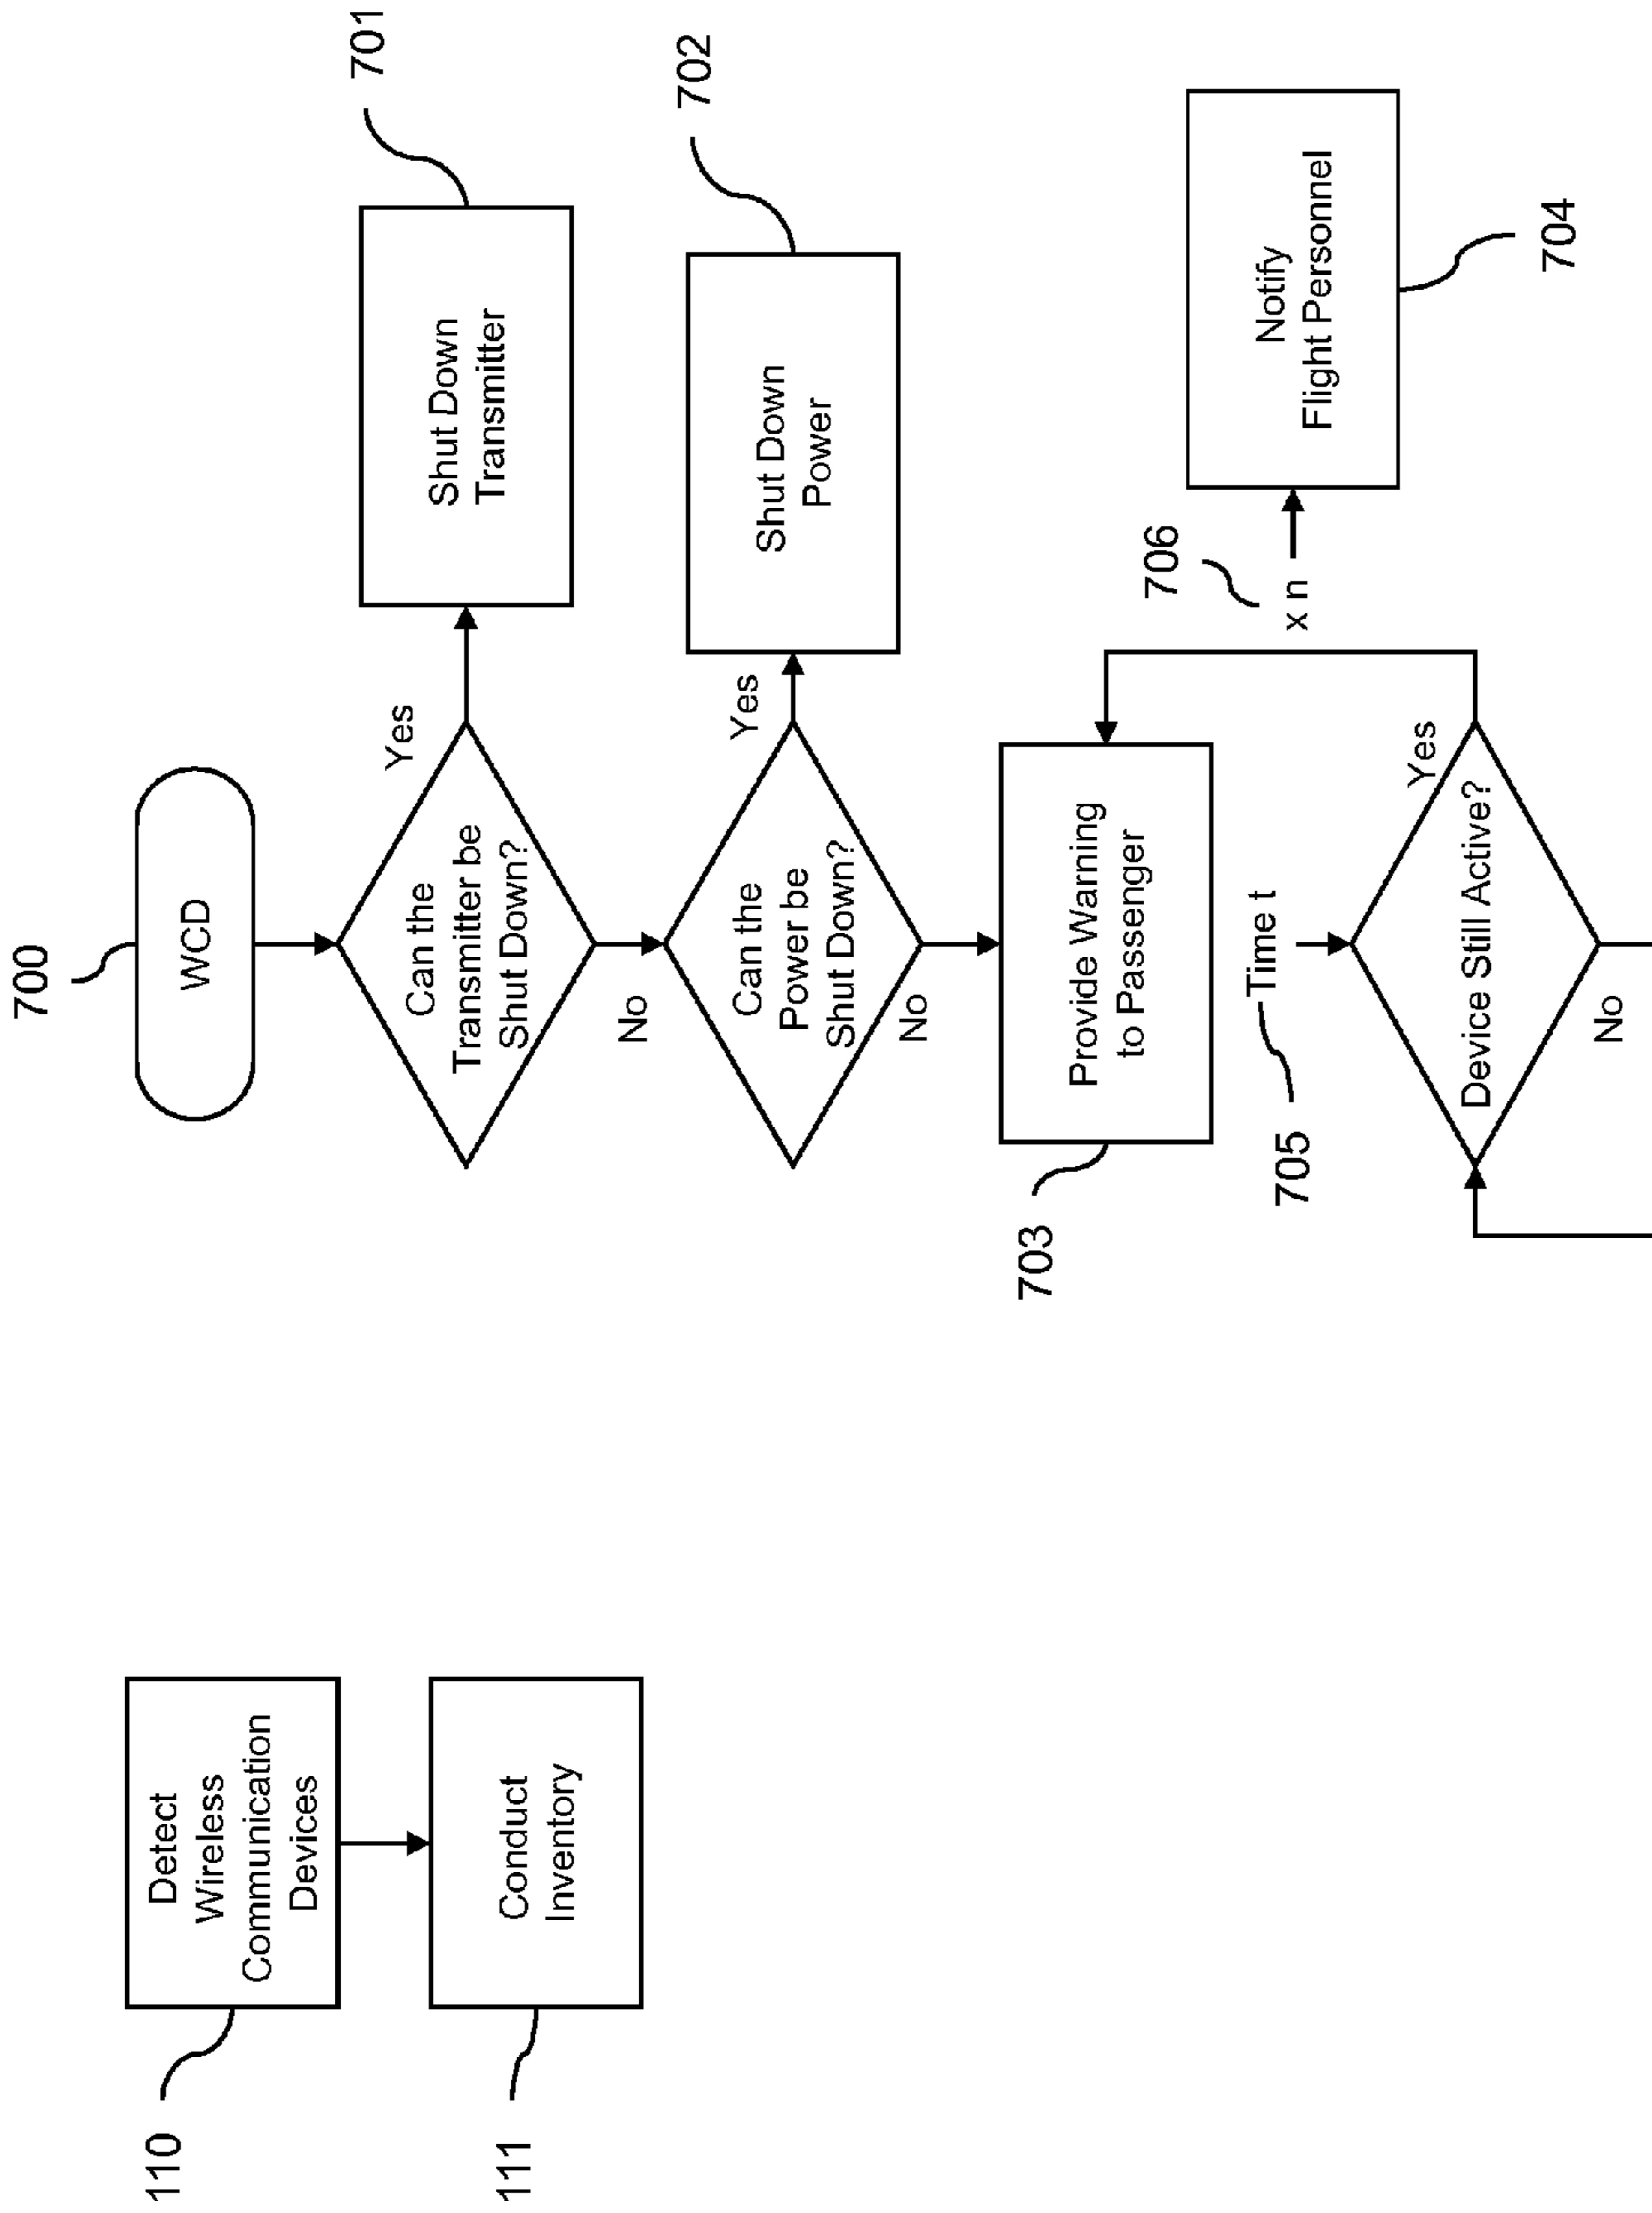 110
Detect
Wireless
Communication
Devices
111
Conduct
Inventory
700
WCD
Can the
Transmitter be
Shut Down?
Yes
Shut Down
Transmitter
701
No
Can the
Power be
Shut Down?
Yes
Shut Down
Power
702
No
Provide Warning
to Passenger
703
705
Time t
Device Still Active?
Yes
No
706
x n
Notify
Flight Personnel
704